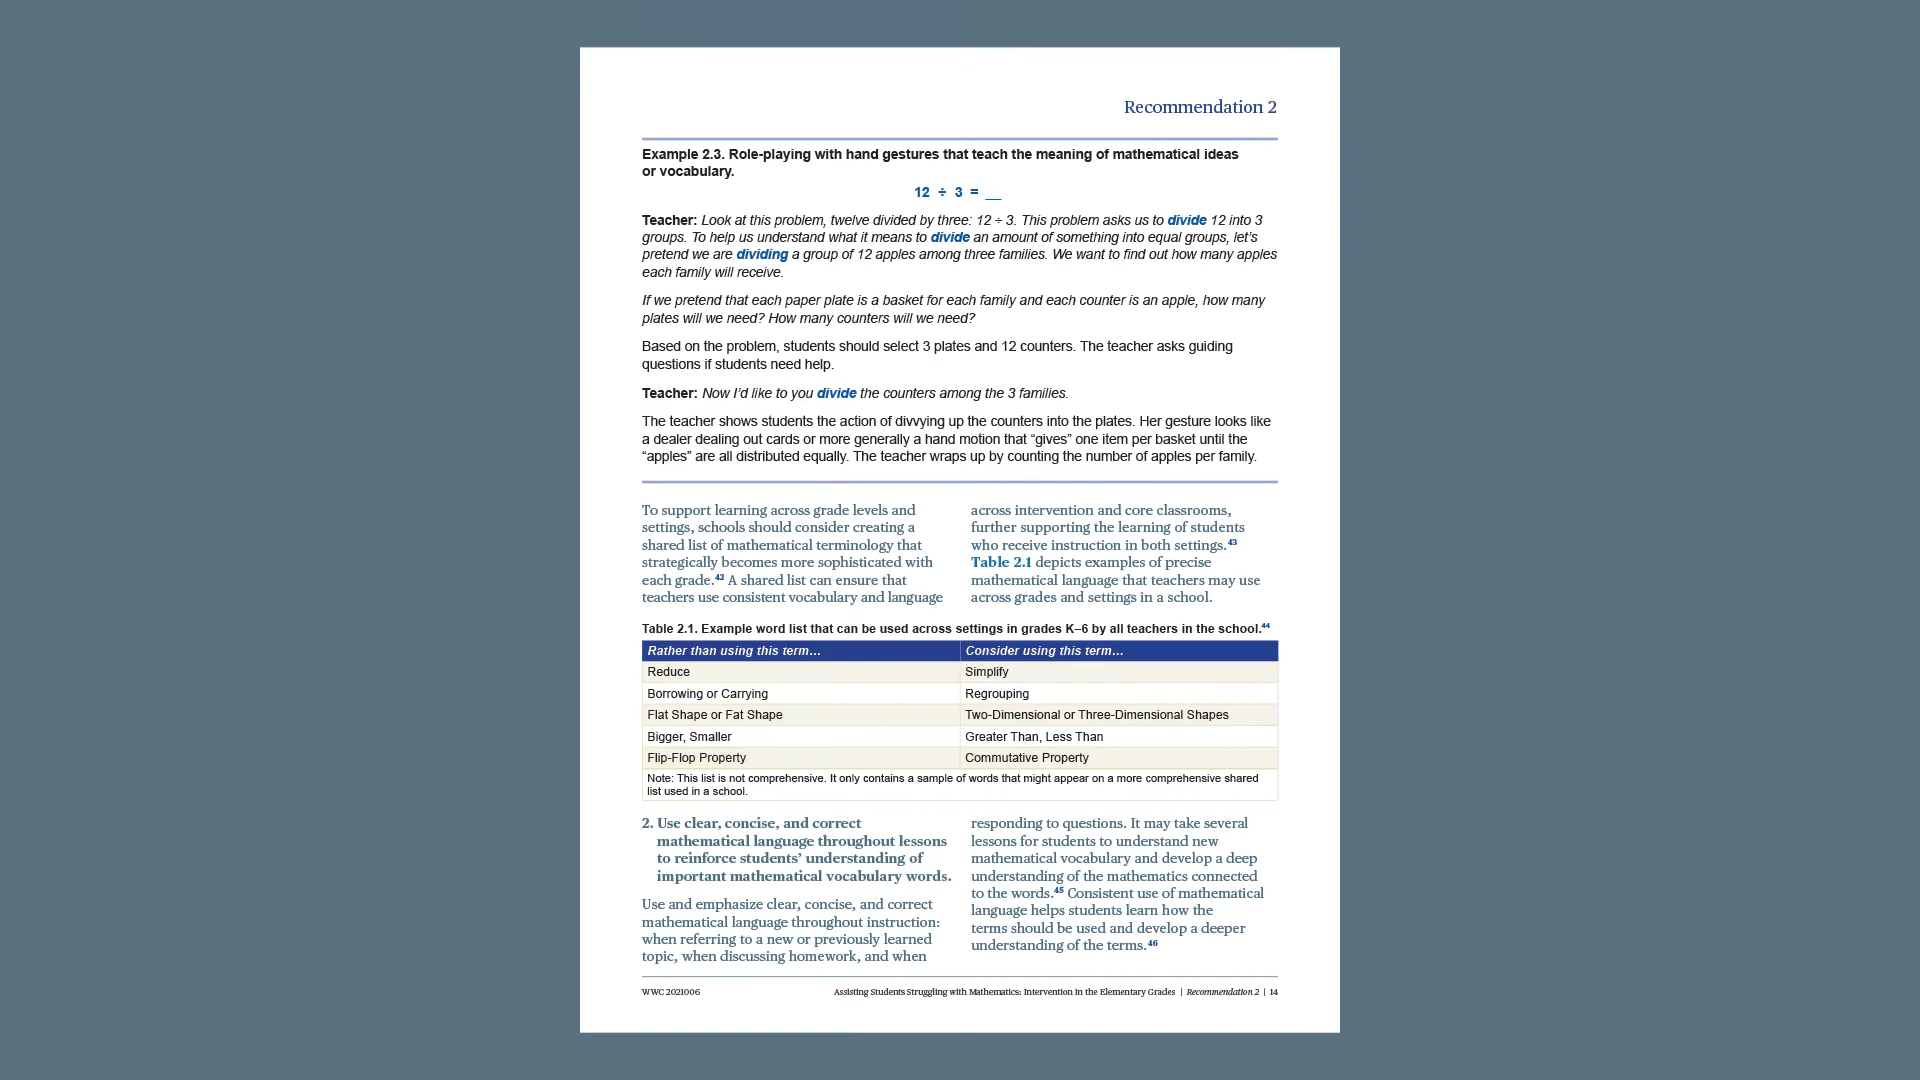 Recommendation 2
Example 2.3. Role-playing with hand gestures that teach the meaning of mathematical ideas
or vocabulary.
12 ÷ 3 = __
Teacher: Look at this problem, twelve divided by three: 12 ÷ 3. This problem asks us to divide 12 into 3
groups. To help us understand what it means to divide an amount of something into equal groups, let’s
pretend we are dividing a group of 12 apples among three families. We want to find out how many apples
each family will receive.
If we pretend that each paper plate is a basket for each family and each counter is an apple, how many
plates will we need? How many counters will we need?
Based on the problem, students should select 3 plates and 12 counters. The teacher asks guiding
questions if students need help.
Teacher: Now I’d like to you divide the counters among the 3 families.
The teacher shows students the action of divvying up the counters into the plates. Her gesture looks like
a dealer dealing out cards or more generally a hand motion that “gives” one item per basket until the
“apples” are all distributed equally. The teacher wraps up by counting the number of apples per family.
To support learning across grade levels and
settings, schools should consider creating a
shared list of mathematical terminology that
strategically becomes more sophisticated with
each grade.42 A shared list can ensure that
teachers use consistent vocabulary and language
across intervention and core classrooms,
further supporting the learning of students
who receive instruction in both settings.43
Table 2.1 depicts examples of precise
mathematical language that teachers may use
across grades and settings in a school.
Table 2.1. Example word list that can be used across settings in grades K–6 by all teachers in the school.44
Rather than using this term… Consider using this term…
Reduce Simplify
Borrowing or Carrying Regrouping
Flat Shape or Fat Shape Two-Dimensional or Three-Dimensional Shapes
Bigger, Smaller Greater Than, Less Than
Flip-Flop Property Commutative Property
Note: This list is not comprehensive. It only contains a sample of words that might appear on a more comprehensive shared
list used in a school.
2. Use clear, concise, and correct
mathematical language throughout lessons
to reinforce students’ understanding of
important mathematical vocabulary words.
Use and emphasize clear, concise, and correct
mathematical language throughout instruction:
when referring to a new or previously learned
topic, when discussing homework, and when
responding to questions. It may take several
lessons for students to understand new
mathematical vocabulary and develop a deep
understanding of the mathematics connected
to the words.45 Consistent use of mathematical
language helps students learn how the
terms should be used and develop a deeper
understanding of the terms.46
WWC 2021006 Assisting Students Struggling with Mathematics: Intervention in the Elementary Grades | Recommendation 2 | 14